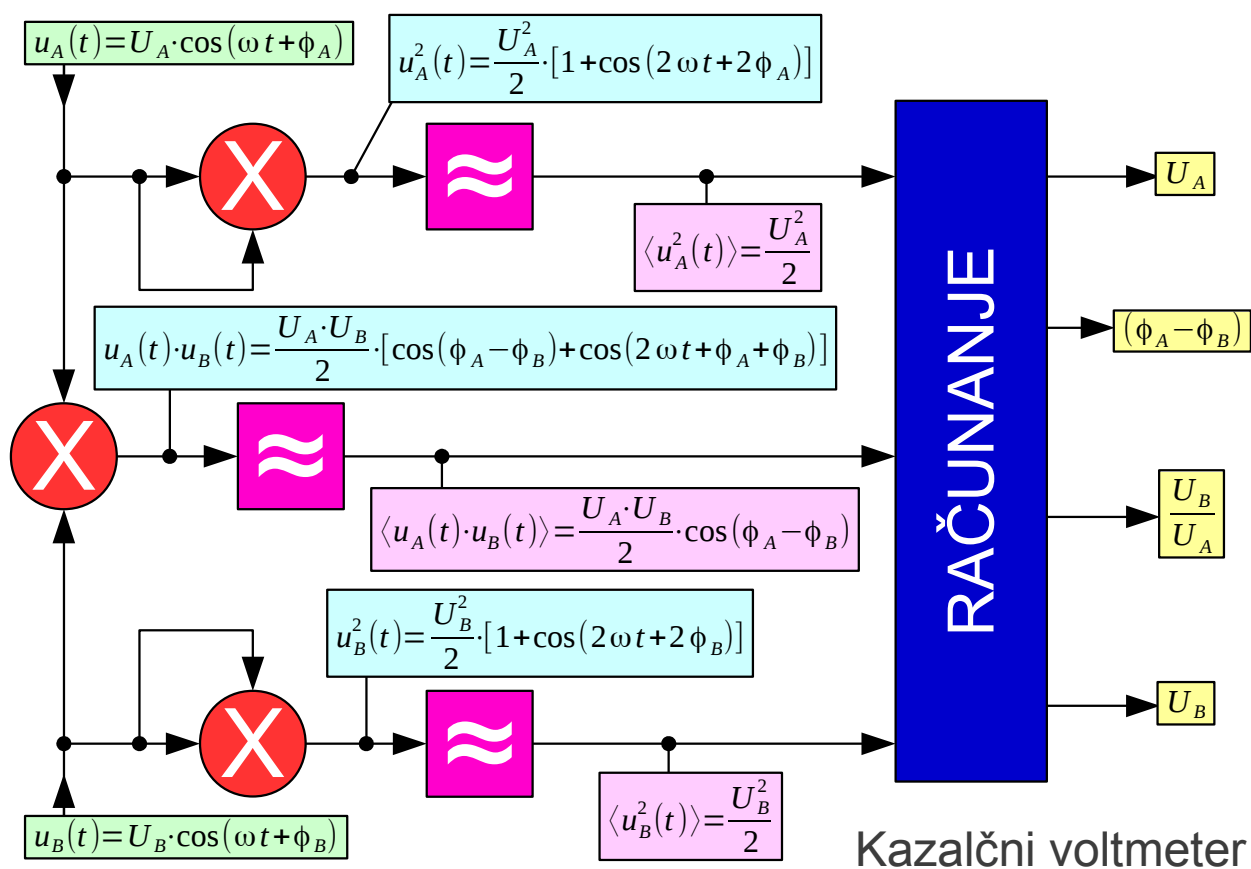 u_A(t)=U_A·cos(ωt+ϕ_A)
u_A^2(t)=U_A^2/2·[1+cos(2ωt+2ϕ_A)]
X
≈
U_A
⟨u_A^2(t)⟩=U_A^2/2
u_A(t)·u_B(t)=U_A·U_B/2·[cos(ϕ_A−ϕ_B)+cos(2ωt+ϕ_A+ϕ_B)]
(ϕ_A−ϕ_B)
RAČUNANJE
X
≈
⟨u_A(t)·u_B(t)⟩=U_A·U_B/2·cos(ϕ_A−ϕ_B)
U_B/U_A
u_B^2(t)=U_B^2/2·[1+cos(2ωt+2ϕ_B)]
X
≈
U_B
⟨u_B^2(t)⟩=U_B^2/2
u_B(t)=U_B·cos(ωt+ϕ_B)
Kazalčni voltmeter